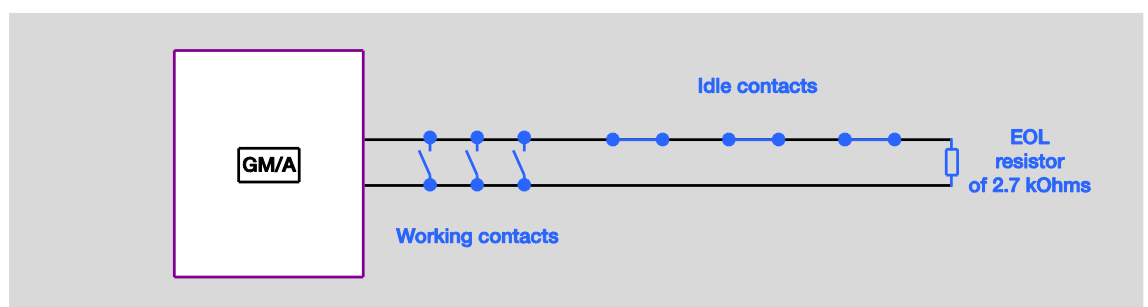 Idle contacts
GM/A
EOL
resistor
of 2.7 kOhms
Working contacts